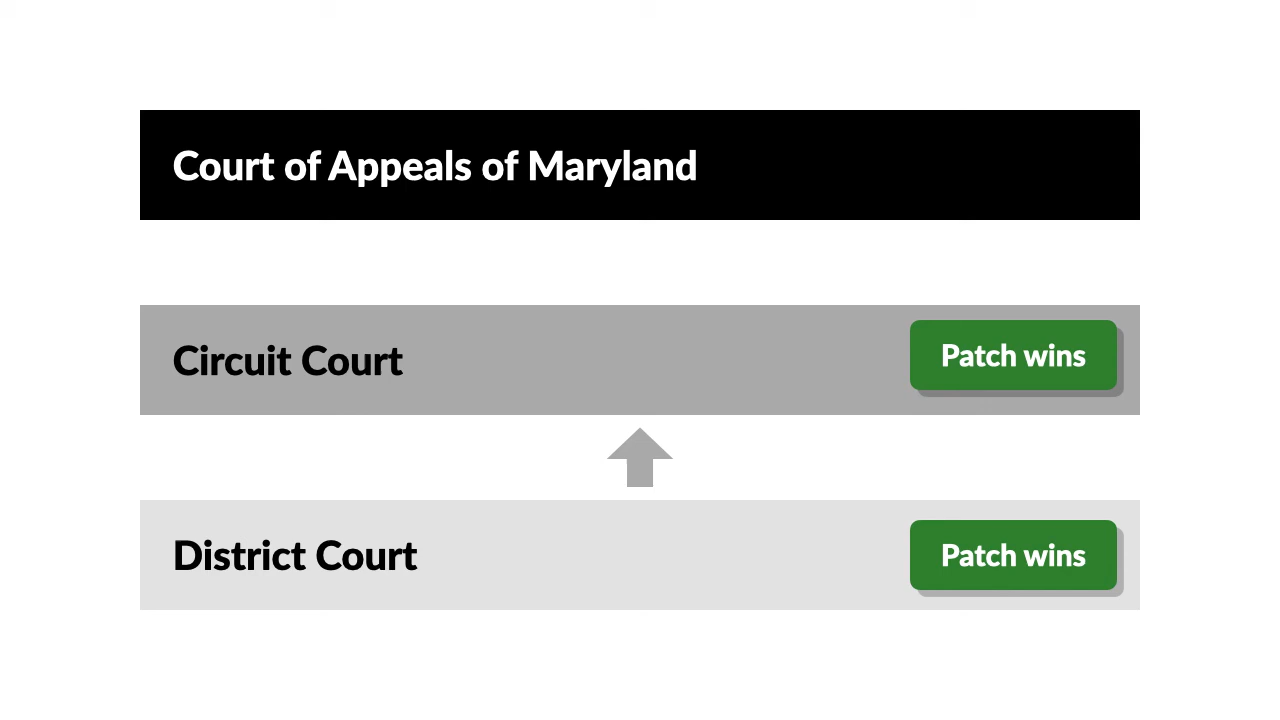 Court of Appeals of Maryland
Circuit Court
Patch wins
District Court
Patch wins